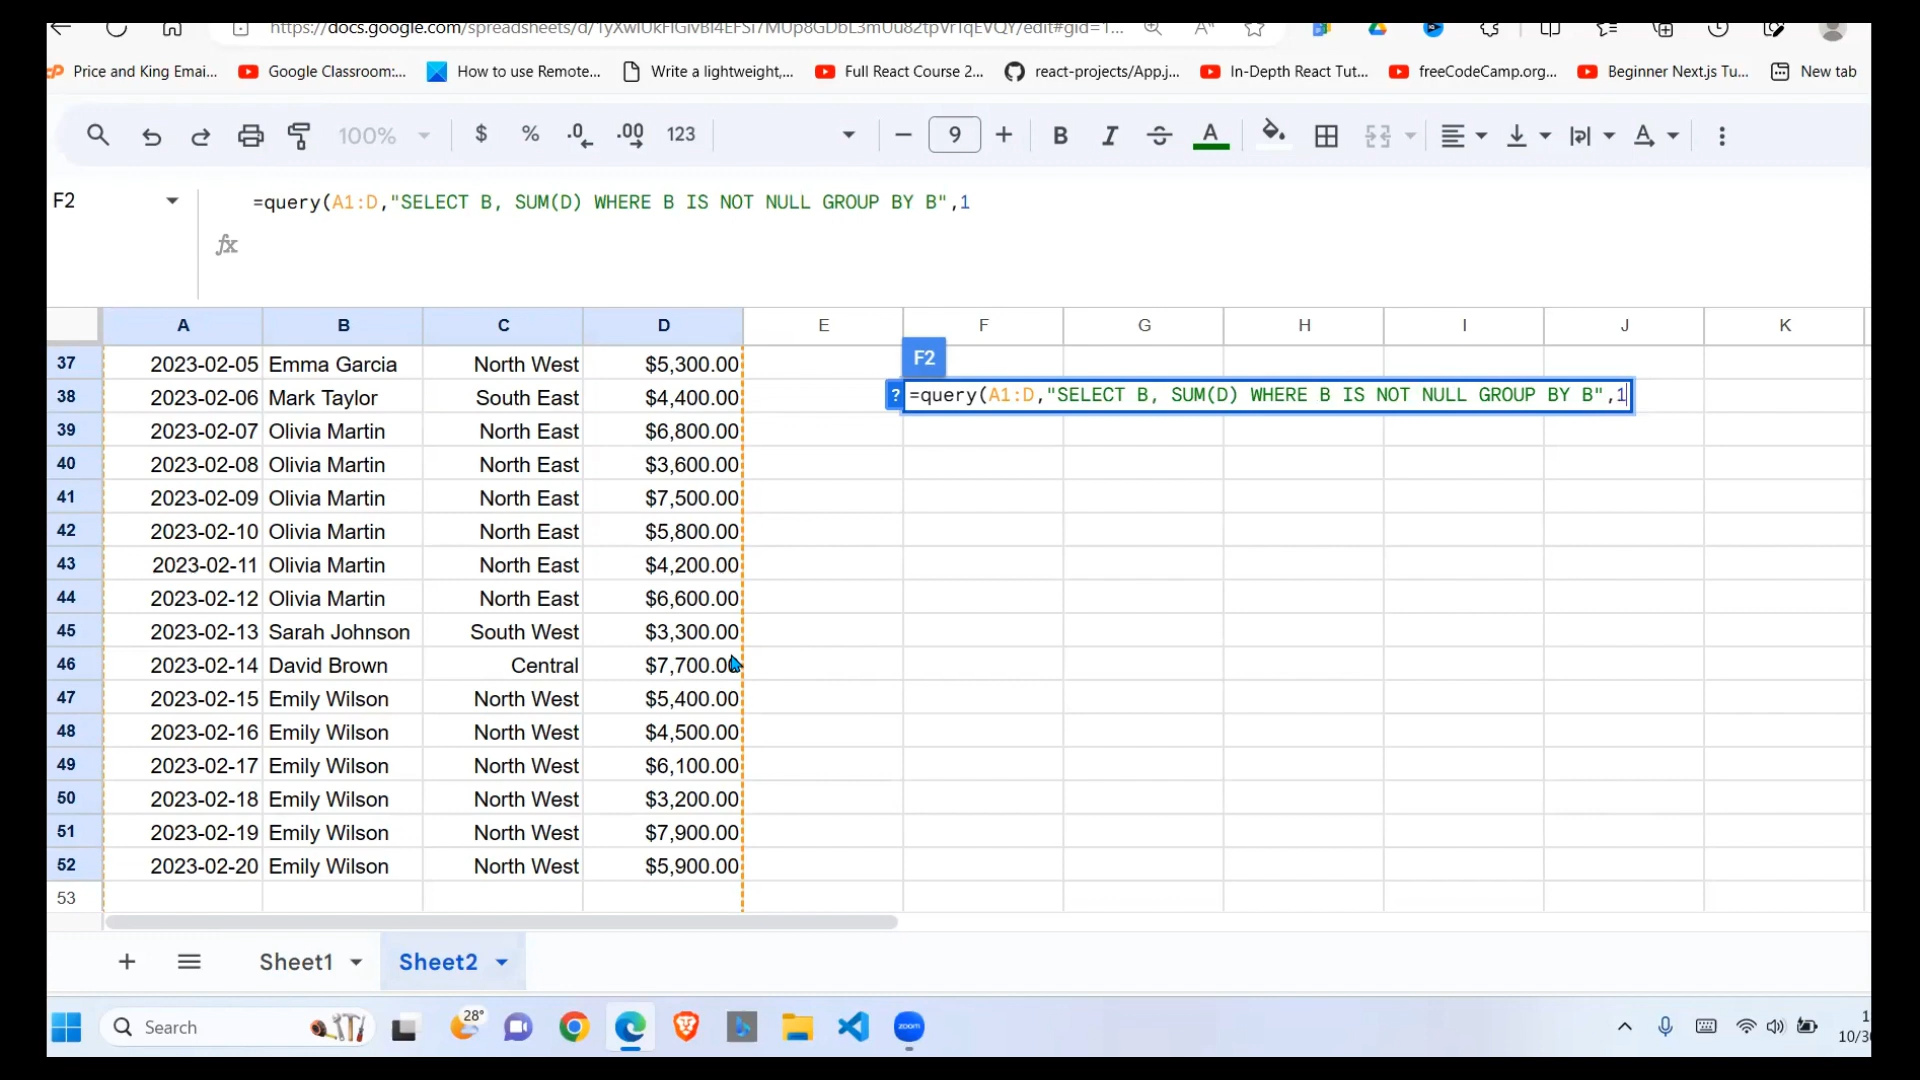 https://docs.google.com/spreadsheets/d/
Price and King Emai... Google Classroom:... How to use Remote... Write a lightweight,... Full React Course 2... react-projects/App.j... In-Depth React Tut... freeCodeCamp.org... Beginner Next.js Tu... New tab
100% $ % .0 .00 123 9 B I A
F2 =query(A1:D,"SELECT B, SUM(D) WHERE B IS NOT NULL GROUP BY B",1
fx
A B C D E F G H I J K
37 2023-02-05 Emma Garcia North West $5,300.00 F2
38 2023-02-06 Mark Taylor South East $4,400.00 ? =query(A1:D,"SELECT B, SUM(D) WHERE B IS NOT NULL GROUP BY B",1
39 2023-02-07 Olivia Martin North East $6,800.00
40 2023-02-08 Olivia Martin North East $3,600.00
41 2023-02-09 Olivia Martin North East $7,500.00
42 2023-02-10 Olivia Martin North East $5,800.00
43 2023-02-11 Olivia Martin North East $4,200.00
44 2023-02-12 Olivia Martin North East $6,600.00
45 2023-02-13 Sarah Johnson South West $3,300.00
46 2023-02-14 David Brown Central $7,700.00
47 2023-02-15 Emily Wilson North West $5,400.00
48 2023-02-16 Emily Wilson North West $4,500.00
49 2023-02-17 Emily Wilson North West $6,100.00
50 2023-02-18 Emily Wilson North West $3,200.00
51 2023-02-19 Emily Wilson North West $7,900.00
52 2023-02-20 Emily Wilson North West $5,900.00
53
Sheet1 Sheet2
Search 28° zoom